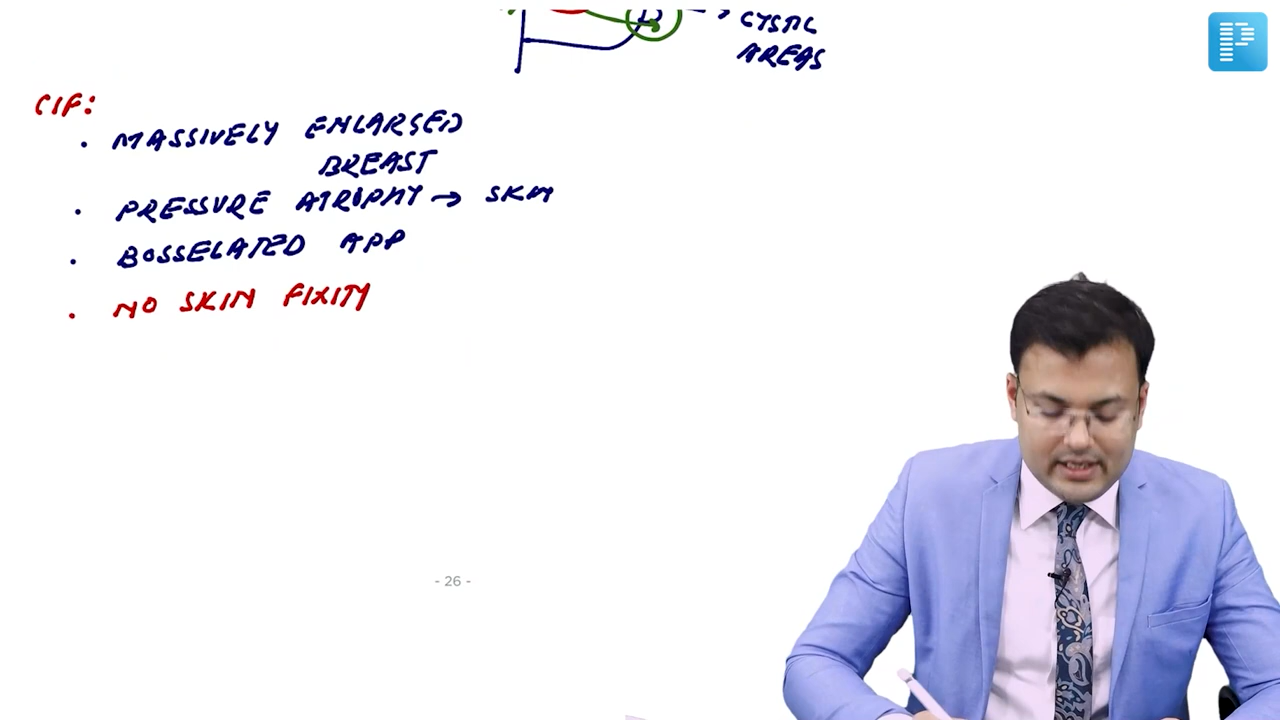 CYSTIC
AREAS
C/F:
• MASSIVELY ENLARGED
BREAST
• PRESSURE ATROPHY → SKIN
• BOSSELATED APP
• NO SKIN FIXITY
- 26 -